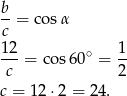 b/c = cos α
12/c = cos 60° = 1/2
c = 12 · 2 = 24.